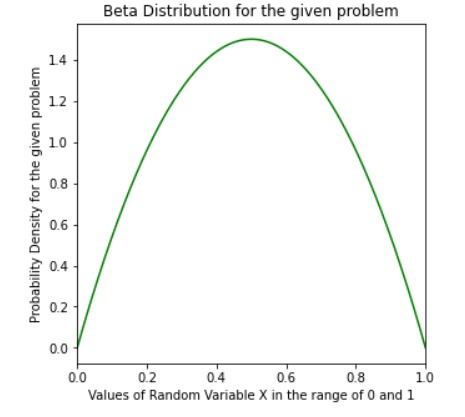 Beta Distribution for the given problem
Probability Density for the given problem
1.4
1.2
1.0
0.8
0.6
0.4
0.2
0.0
0.0 0.2 0.4 0.6 0.8 1.0
Values of Random Variable X in the range of 0 and 1